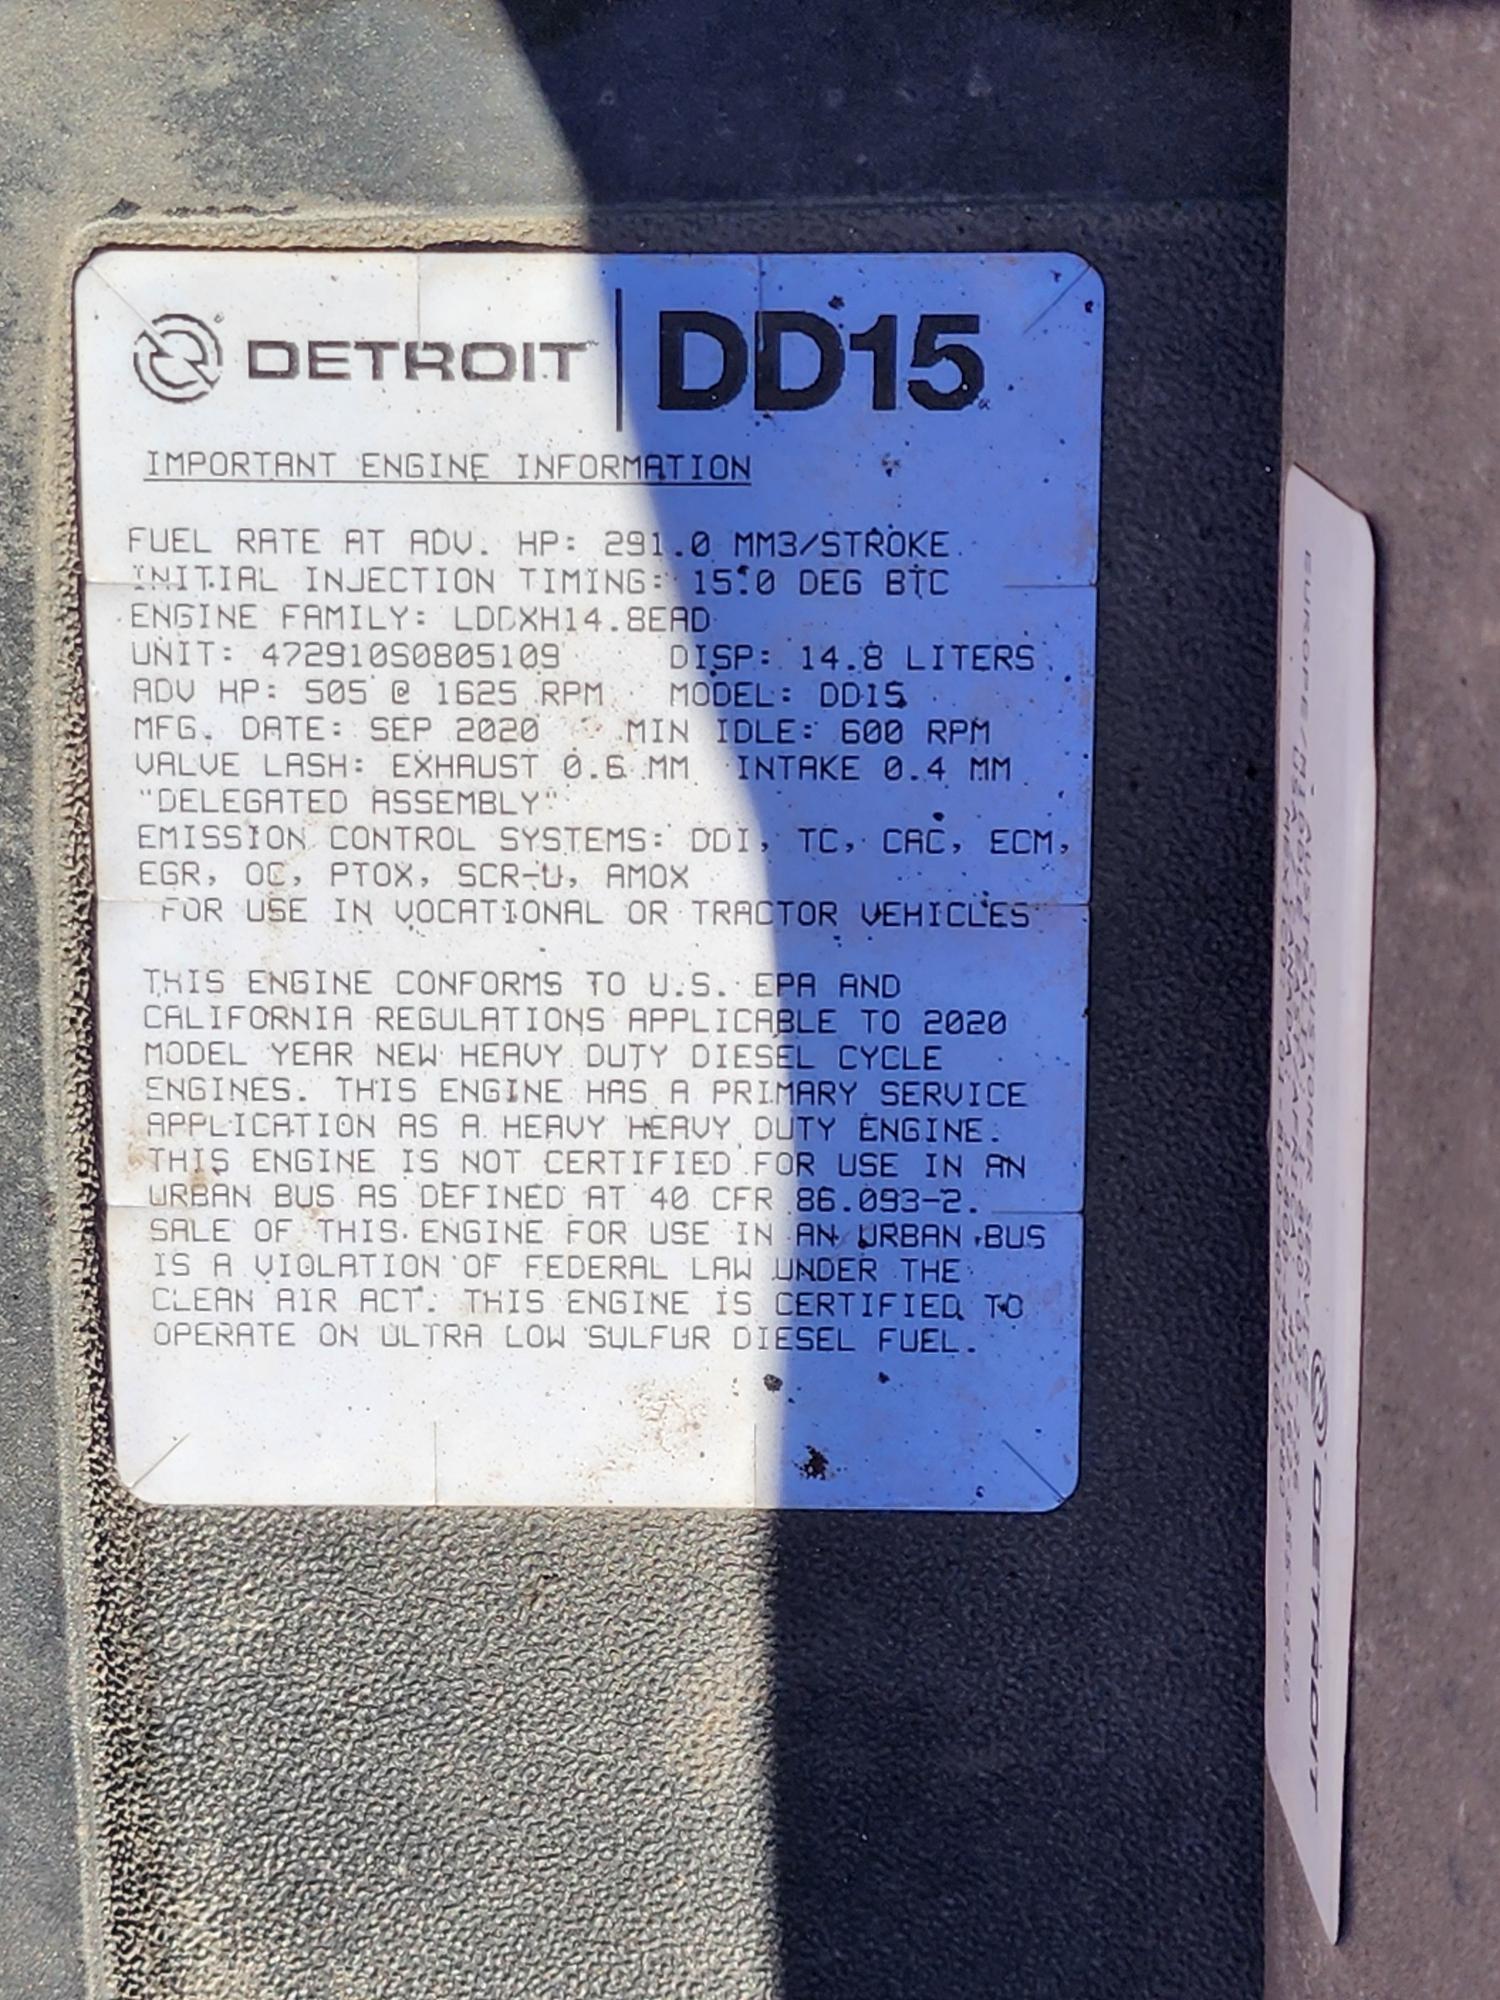 DETROIT™ | DD15®
IMPORTANT ENGINE INFORMATION
FUEL RATE AT ADV. HP: 291.0 MM3/STROKE
INITIAL INJECTION TIMING: 15.0 DEG BTC
ENGINE FAMILY: LDDXH14.8EAD
UNIT: 472910S0805109 DISP: 14.8 LITERS
ADV HP: 505 @ 1625 RPM MODEL: DD15
MFG. DATE: SEP 2020 MIN IDLE: 600 RPM
VALVE LASH: EXHAUST 0.6 MM INTAKE 0.4 MM
"DELEGATED ASSEMBLY"
EMISSION CONTROL SYSTEMS: DDI, TC, CAC, ECM,
EGR, OC, PTOX, SCR-U, AMOX
FOR USE IN VOCATIONAL OR TRACTOR VEHICLES
THIS ENGINE CONFORMS TO U.S. EPA AND
CALIFORNIA REGULATIONS APPLICABLE TO 2020
MODEL YEAR NEW HEAVY DUTY DIESEL CYCLE
ENGINES. THIS ENGINE HAS A PRIMARY SERVICE
APPLICATION AS A HEAVY HEAVY DUTY ENGINE.
THIS ENGINE IS NOT CERTIFIED FOR USE IN AN
URBAN BUS AS DEFINED AT 40 CFR 86.093-2.
SALE OF THIS ENGINE FOR USE IN AN URBAN BUS
IS A VIOLATION OF FEDERAL LAW UNDER THE
CLEAN AIR ACT. THIS ENGINE IS CERTIFIED TO
OPERATE ON ULTRA LOW SULFUR DIESEL FUEL.
DETROIT
CUSTOMER SERVICE